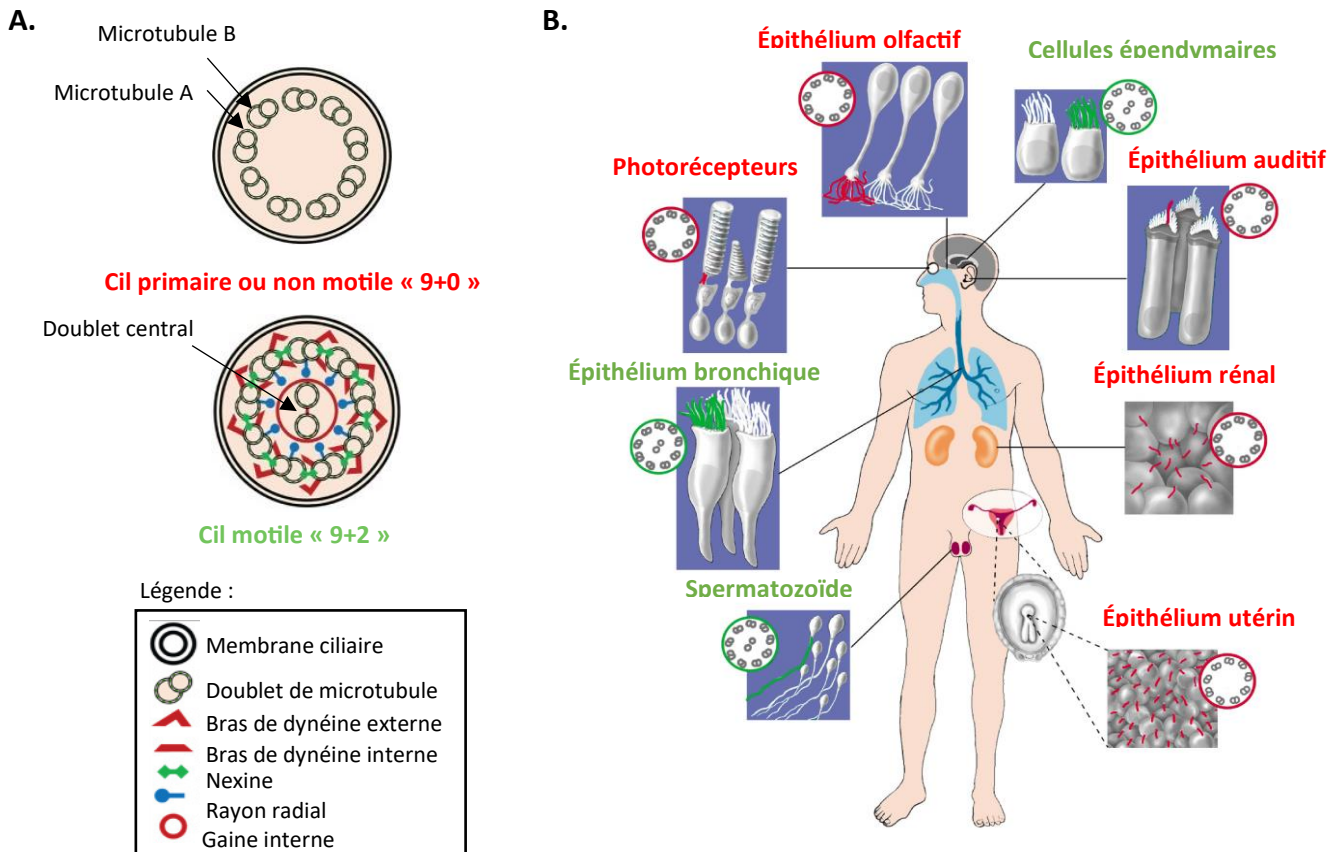 A.
Microtubule B
Microtubule A
Cil primaire ou non motile « 9+0 »
Doublet central
Cil motile « 9+2 »
Légende :
Membrane ciliaire
Doublet de microtubule
Bras de dynéine externe
Bras de dynéine interne
Nexine
Rayon radial
Gaine interne
B.
Épithélium olfactif
Cellules épendymaires
Photorécepteurs
Épithélium auditif
Épithélium bronchique
Épithélium rénal
Spermatozoïde
Épithélium utérin